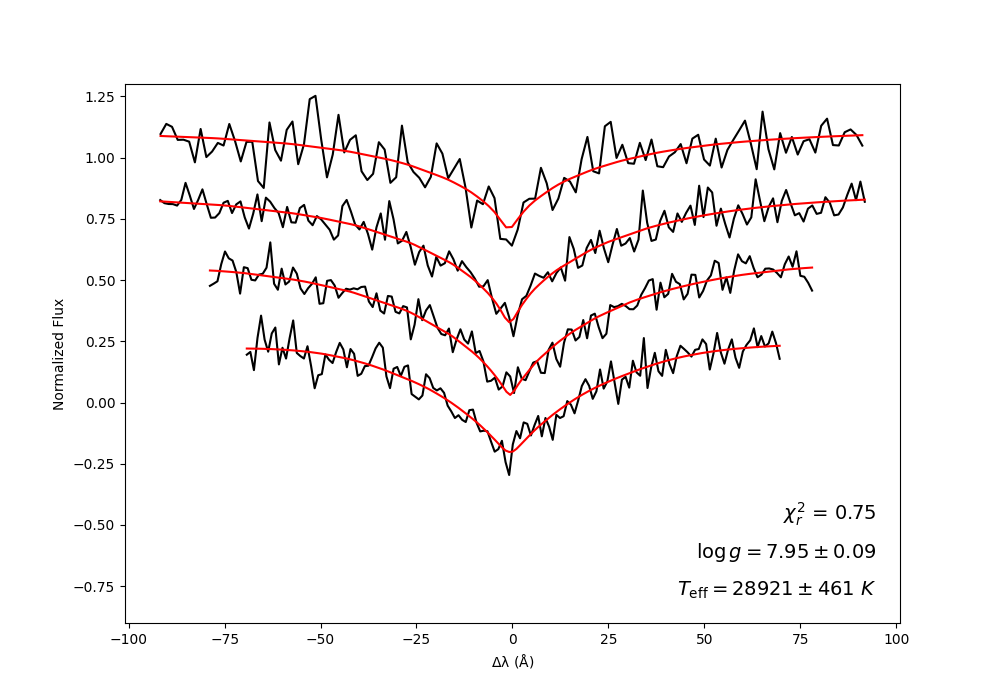 1.25
1.00
0.75
0.50
0.25
0.00
−0.25
−0.50
−0.75
Normalized Flux
χ²ᵣ = 0.75
log g = 7.95 ± 0.09
T_eff = 28921 ± 461 K
−100 −75 −50 −25 0 25 50 75 100
Δλ (Å)